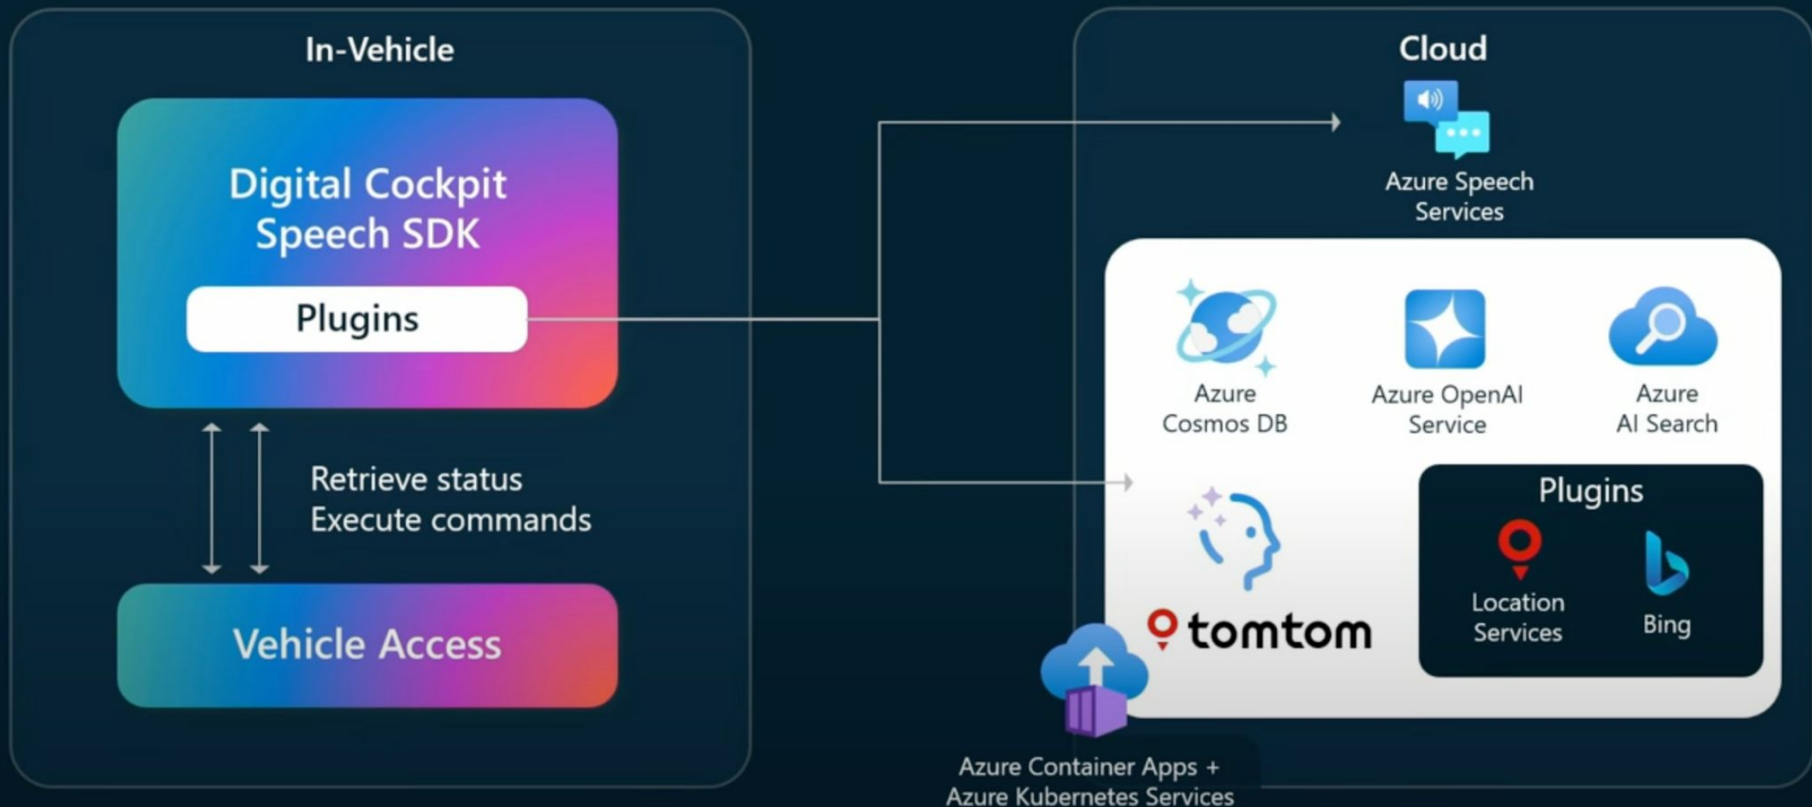 In-Vehicle
Digital Cockpit
Speech SDK
Plugins
Retrieve status
Execute commands
Vehicle Access
Cloud
Azure Speech
Services
Azure
Cosmos DB
Azure OpenAI
Service
Azure
AI Search
tomtom
Plugins
Location
Services
Bing
Azure Container Apps +
Azure Kubernetes Services